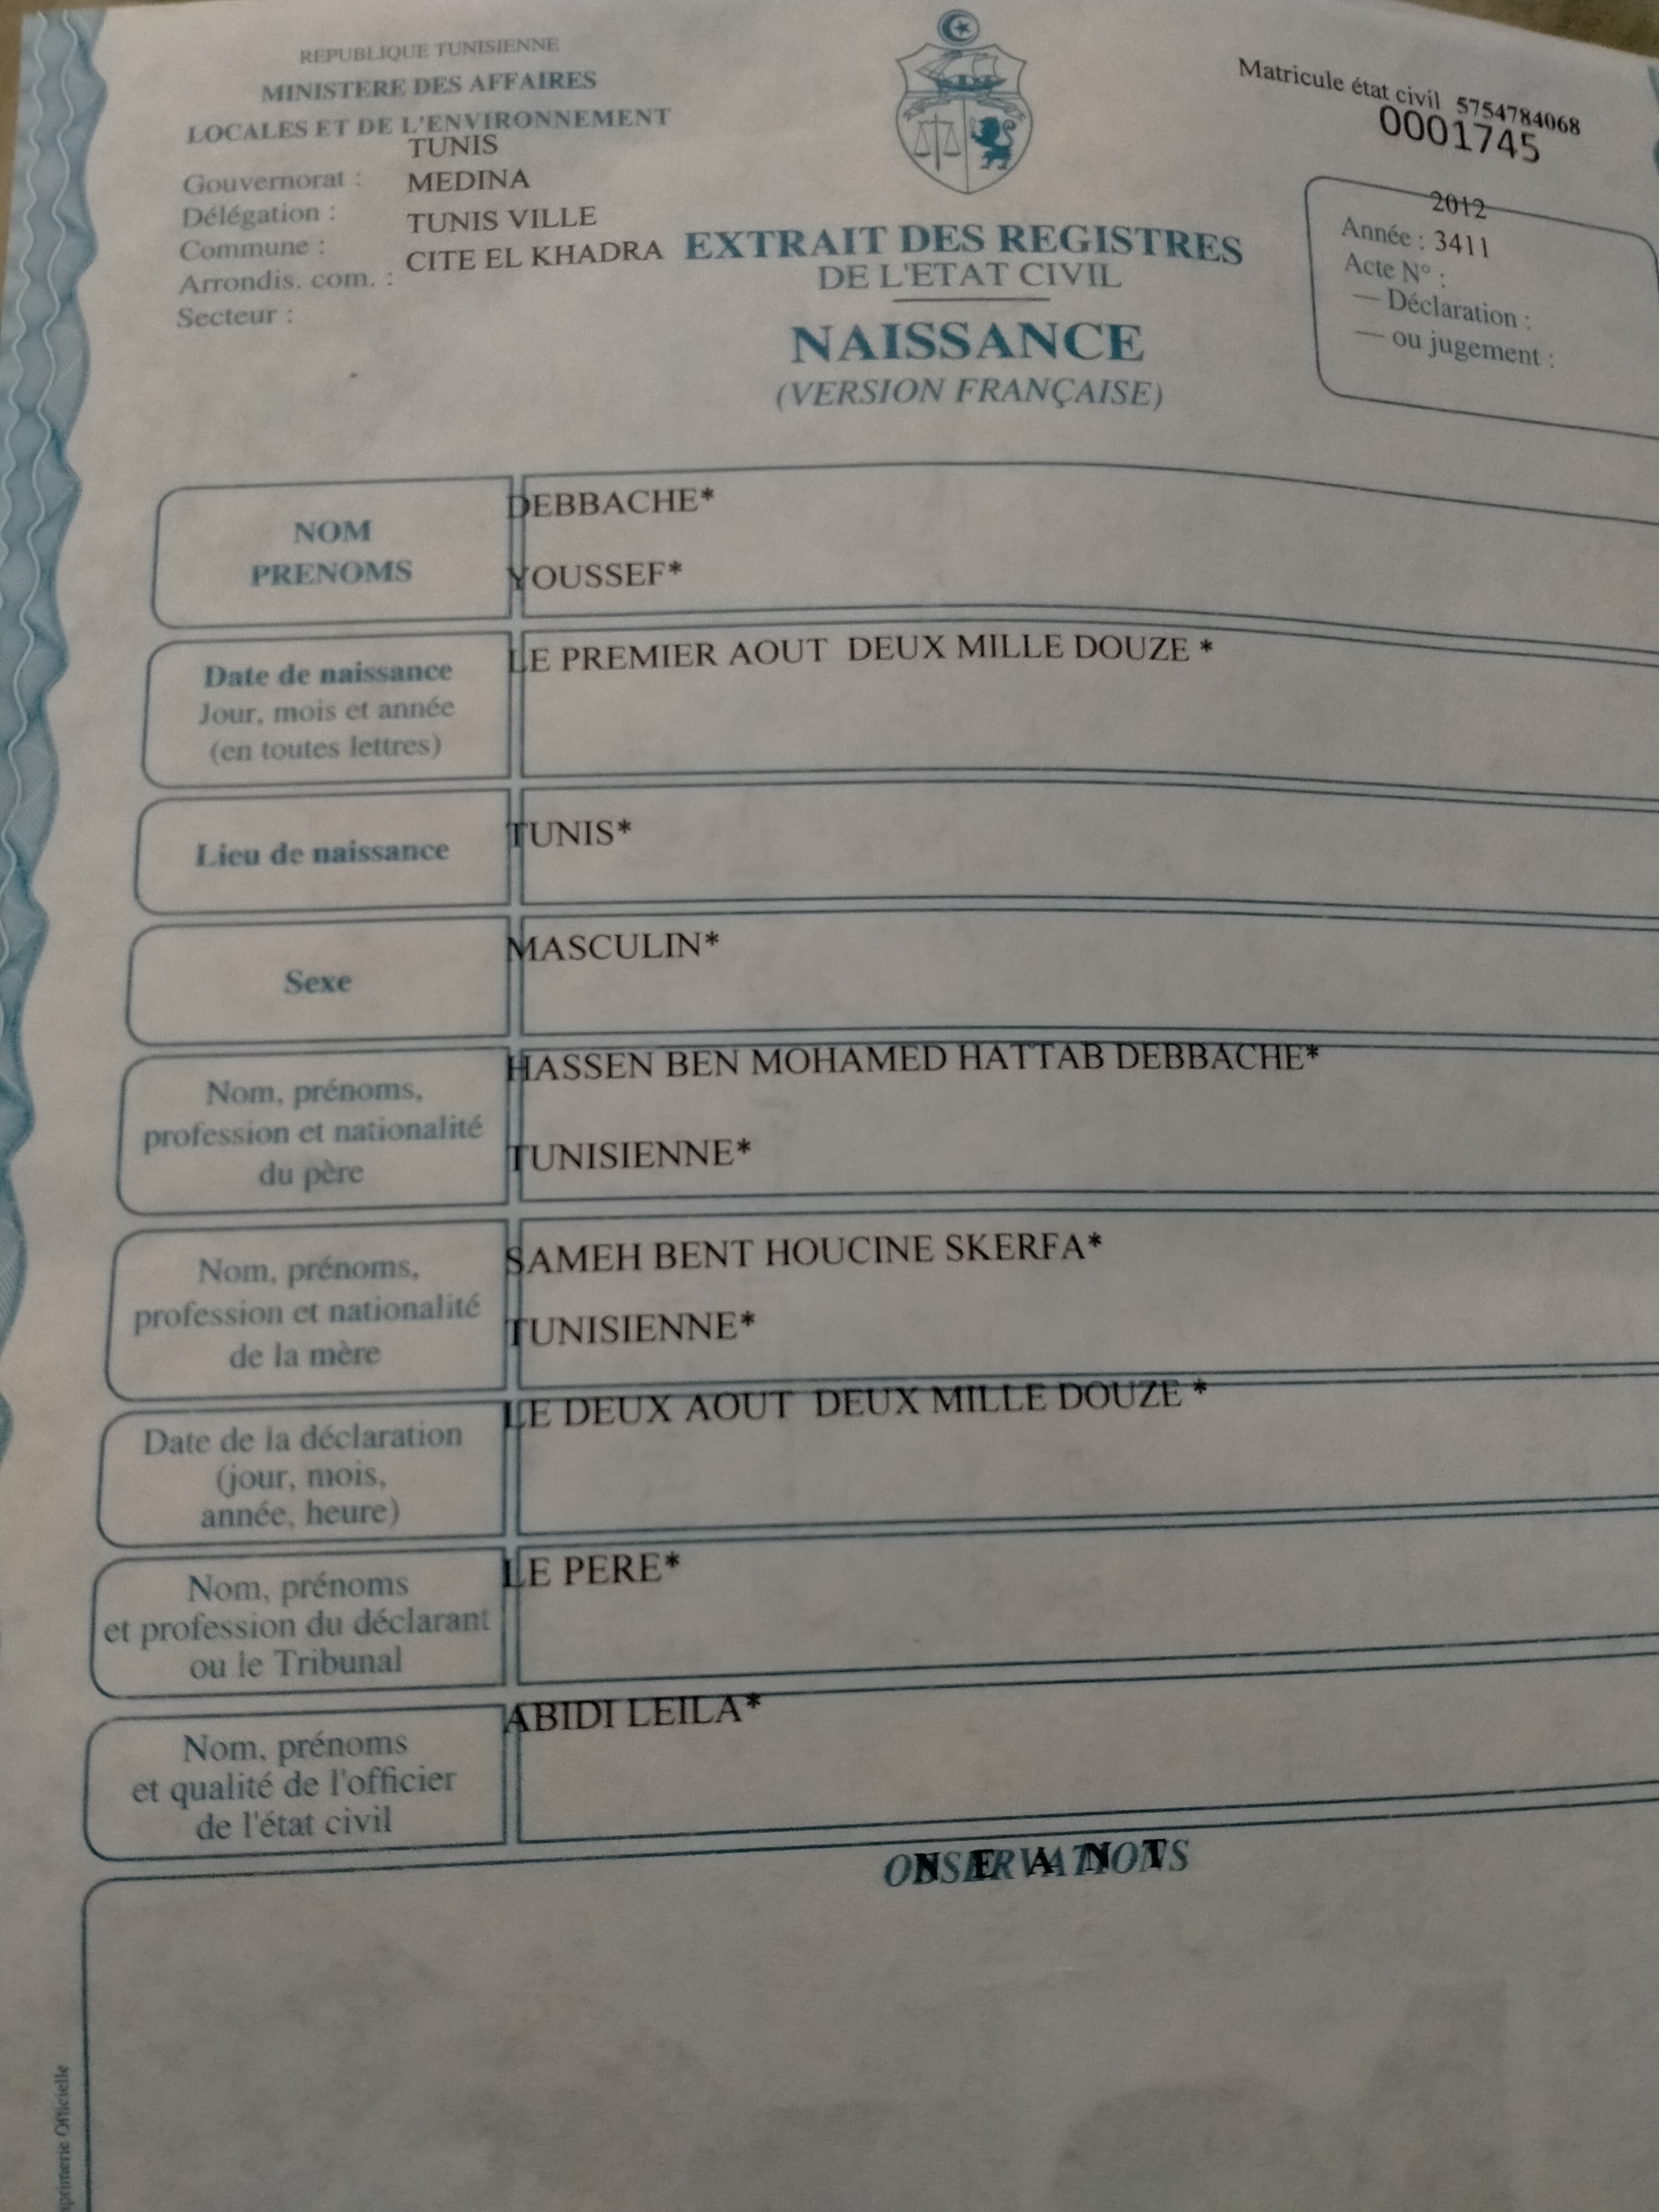 REPUBLIQUE TUNISIENNE
MINISTERE DES AFFAIRES
LOCALES ET DE L'ENVIRONNEMENT
TUNIS
Gouvernorat : MEDINA
Délégation : TUNIS VILLE
Commune : CITE EL KHADRA
Arrondis. com. :
Secteur :
Matricule état civil 5754784068
0001745
2012
Année : 3411
Acte N° :
— Déclaration :
— ou jugement :
EXTRAIT DES REGISTRES
DE L'ETAT CIVIL
NAISSANCE
(VERSION FRANÇAISE)
NOM
PRENOMS
DEBBACHE*
YOUSSEF*
Date de naissance
Jour, mois et année
(en toutes lettres)
LE PREMIER AOUT DEUX MILLE DOUZE *
Lieu de naissance
TUNIS*
Sexe
MASCULIN*
Nom, prénoms,
profession et nationalité
du père
HASSEN BEN MOHAMED HATTAB DEBBACHE*
TUNISIENNE*
Nom, prénoms,
profession et nationalité
de la mère
SAMEH BENT HOUCINE SKERFA*
TUNISIENNE*
Date de la déclaration
(jour, mois,
année, heure)
LE DEUX AOUT DEUX MILLE DOUZE *
Nom, prénoms
et profession du déclarant
ou le Tribunal
LE PERE*
Nom, prénoms
et qualité de l'officier
de l'état civil
ABIDI LEILA*
OBSERVATIONS
N E A N T
Officielle